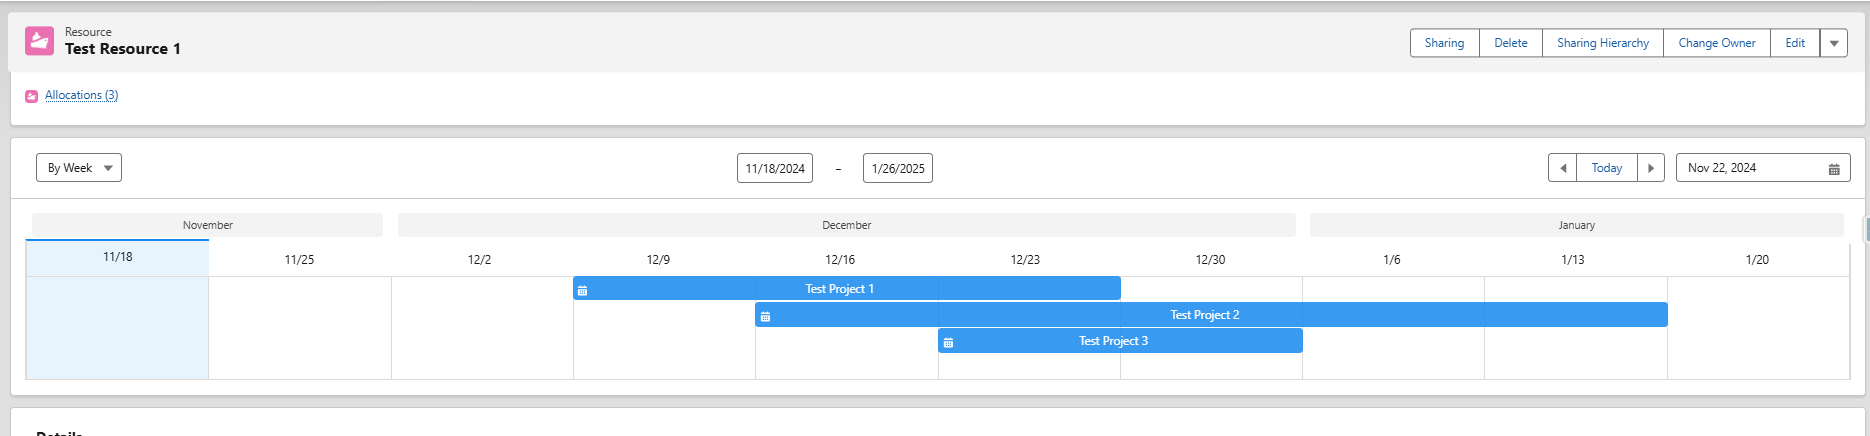 Resource
Test Resource 1
Sharing Delete Sharing Hierarchy Change Owner Edit
Allocations (3)
By Week 11/18/2024 - 1/26/2025 Today Nov 22, 2024
November December January
11/18 11/25 12/2 12/9 12/16 12/23 12/30 1/6 1/13 1/20
Test Project 1
Test Project 2
Test Project 3
Details